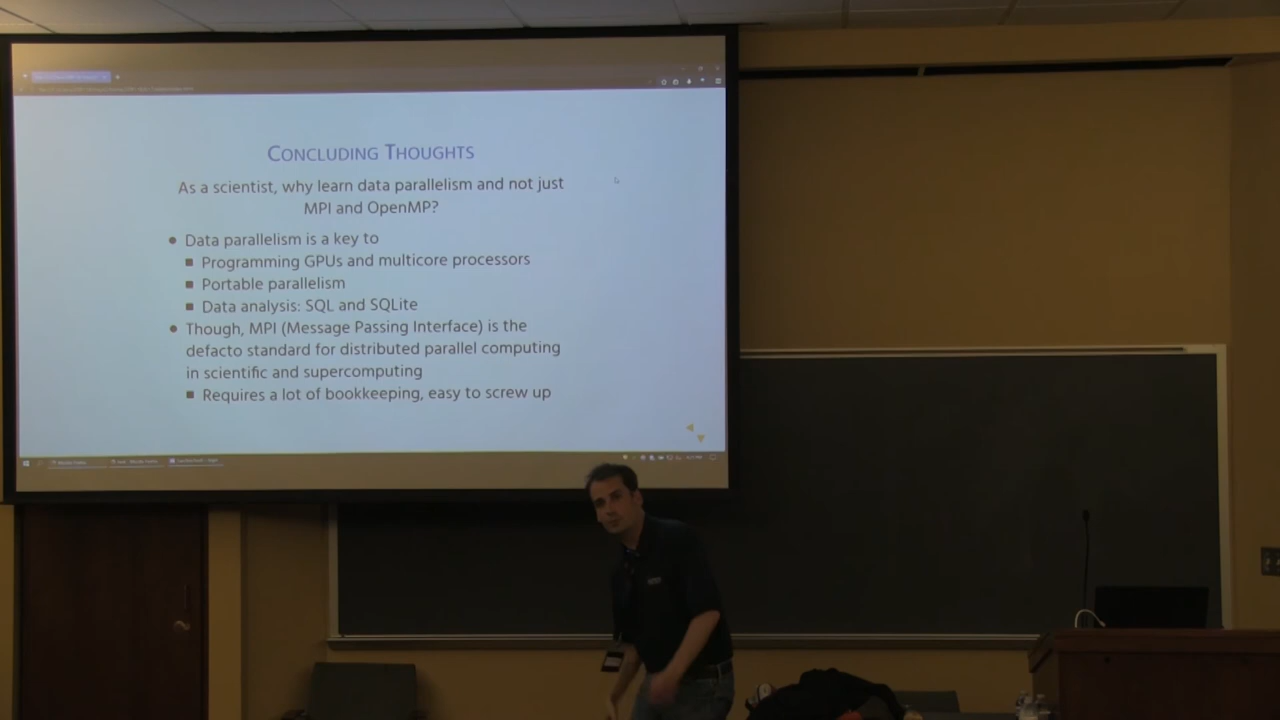 Concluding Thoughts
As a scientist, why learn data parallelism and not just
MPI and OpenMP?
Data parallelism is a key to
Programming GPUs and multicore processors
Portable parallelism
Data analysis: SQL and SQLite
Though, MPI (Message Passing Interface) is the
defacto standard for distributed parallel computing
in scientific and supercomputing
Requires a lot of bookkeeping, easy to screw up